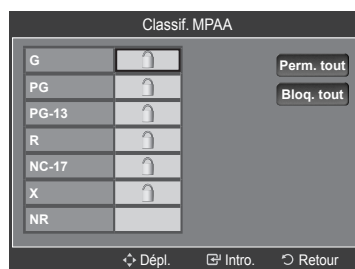 Classif. MPAA
G
Perm. tout
PG
Bloq. tout
PG-13
R
NC-17
X
NR
Dépl. Intro. Retour